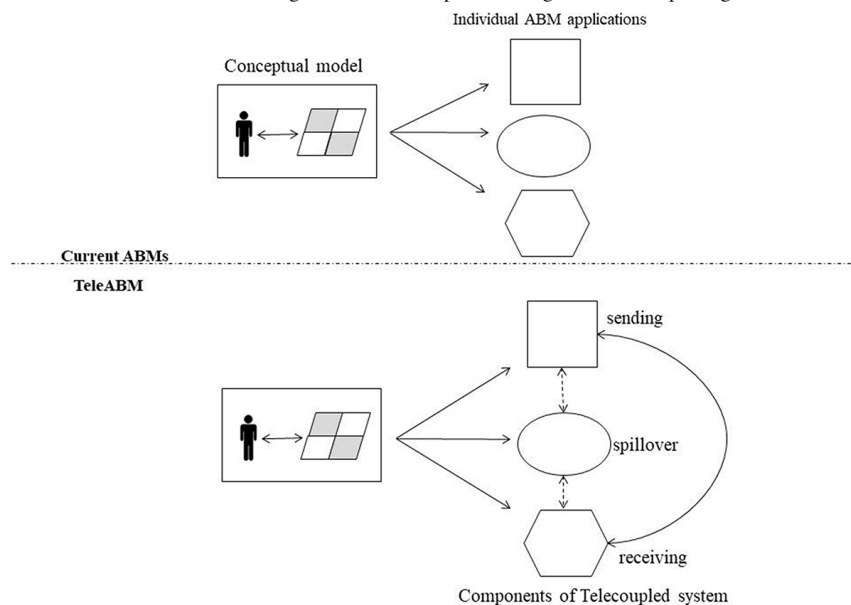 Individual ABM applications
Conceptual model
Current ABMs
TeleABM
sending
spillover
receiving
Components of Telecoupled system